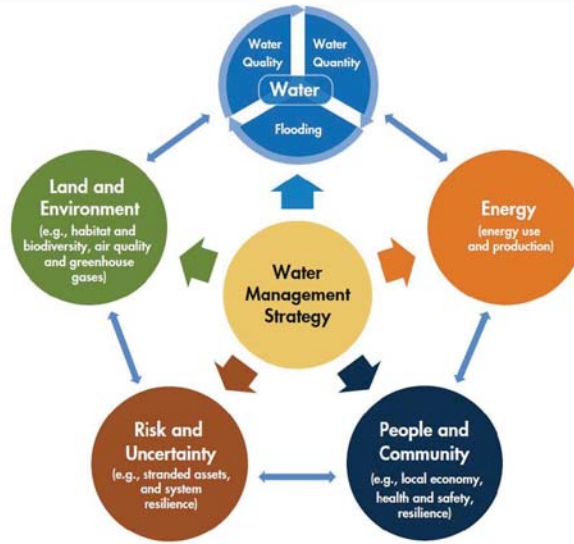 Water
Quality
Water
Quantity
Water
Flooding
Land and
Environment
(e.g., habitat and
biodiversity, air quality
and greenhouse
gases)
Energy
(energy use
and production)
Water
Management
Strategy
Risk and
Uncertainty
(e.g., stranded assets,
and system
resilience)
People and
Community
(e.g., local economy,
health and safety,
resilience)